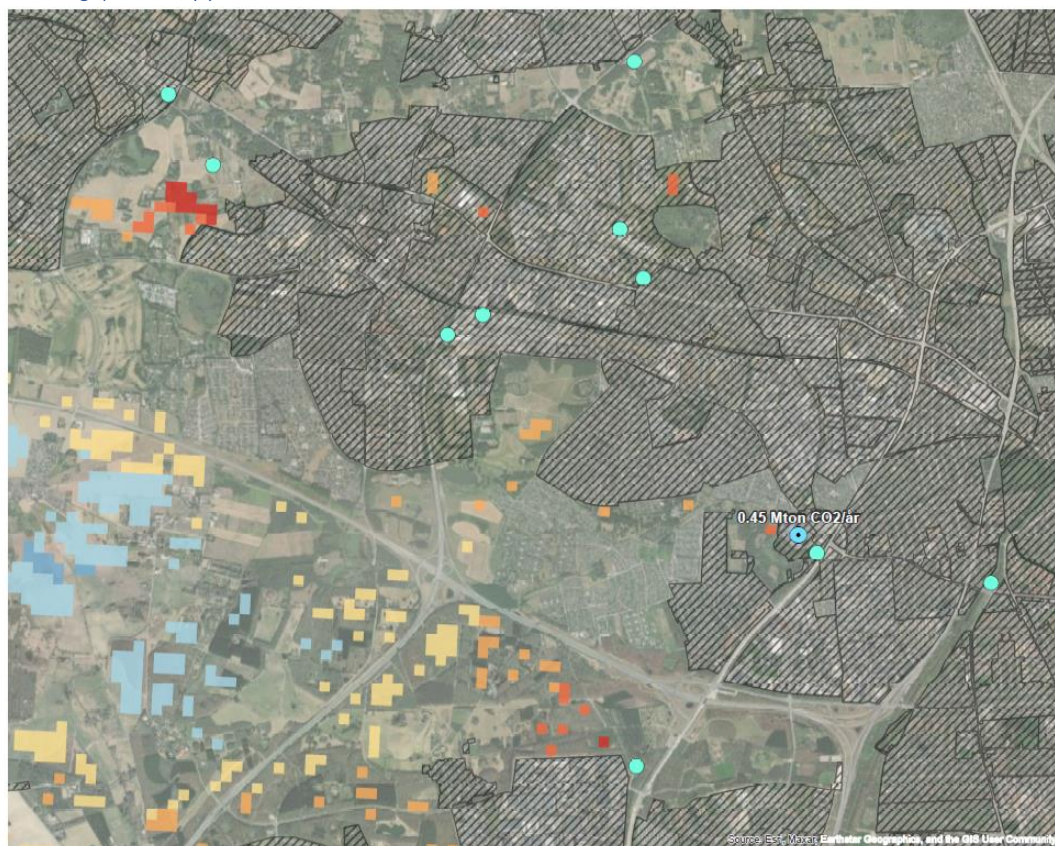 0.45 Mton CO2/år
Source: Esri, Maxar, Earthstar Geographics, and the GIS User Community